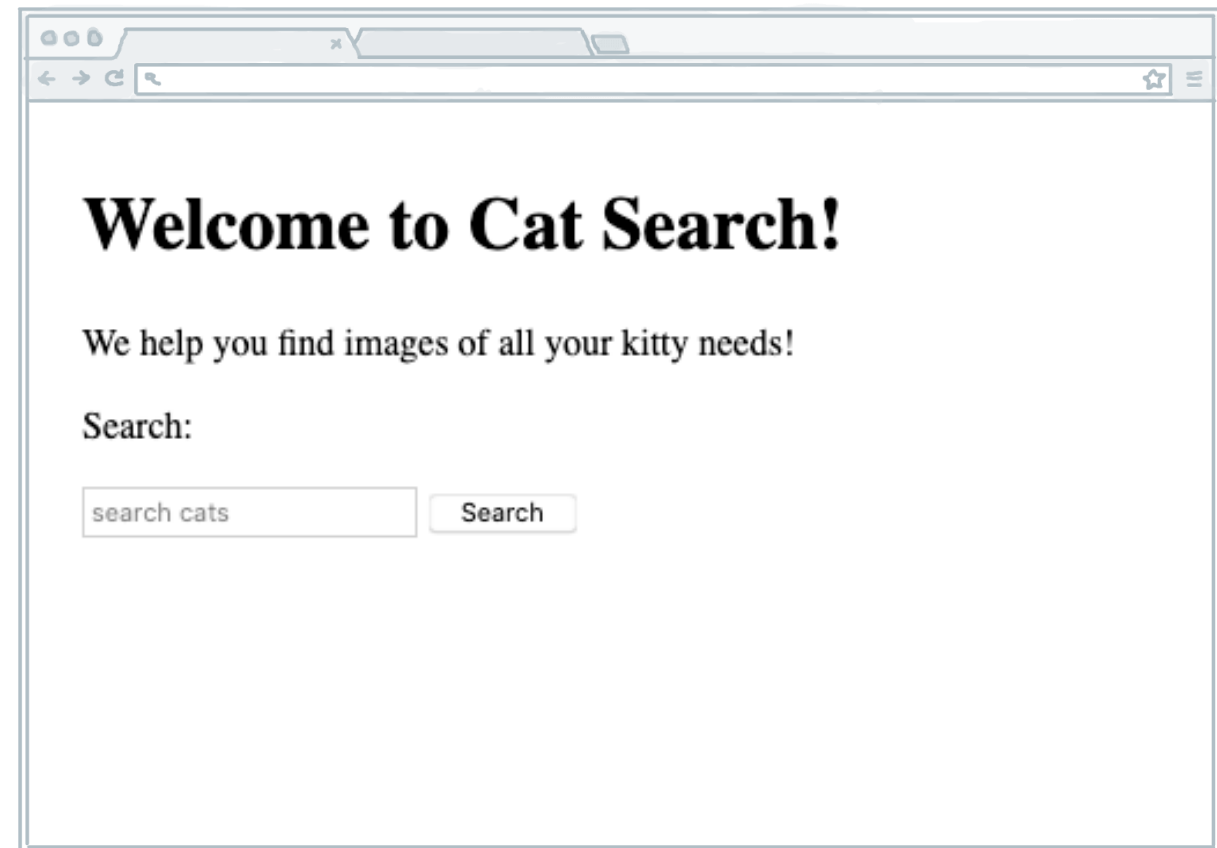 Welcome to Cat Search!
We help you find images of all your kitty needs!
Search:
search cats Search